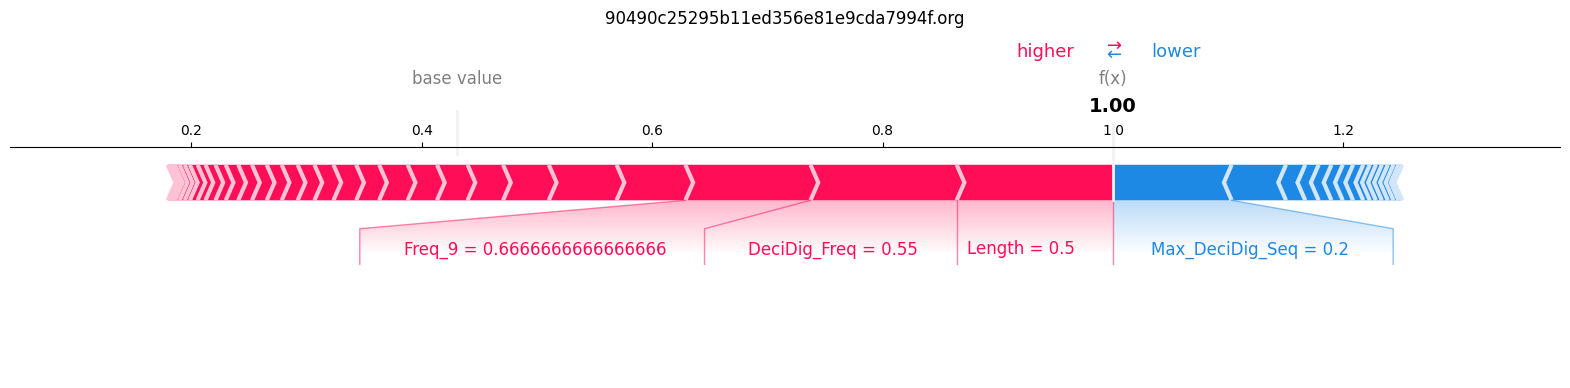 90490c25295b11ed356e81e9cda7994f.org
higher → ← lower
base value f(x)
1.00
0.2 0.4 0.6 0.8 1.0 1.2
Freq_9 = 0.6666666666666666 DeciDig_Freq = 0.55 Length = 0.5 Max_DeciDig_Seq = 0.2